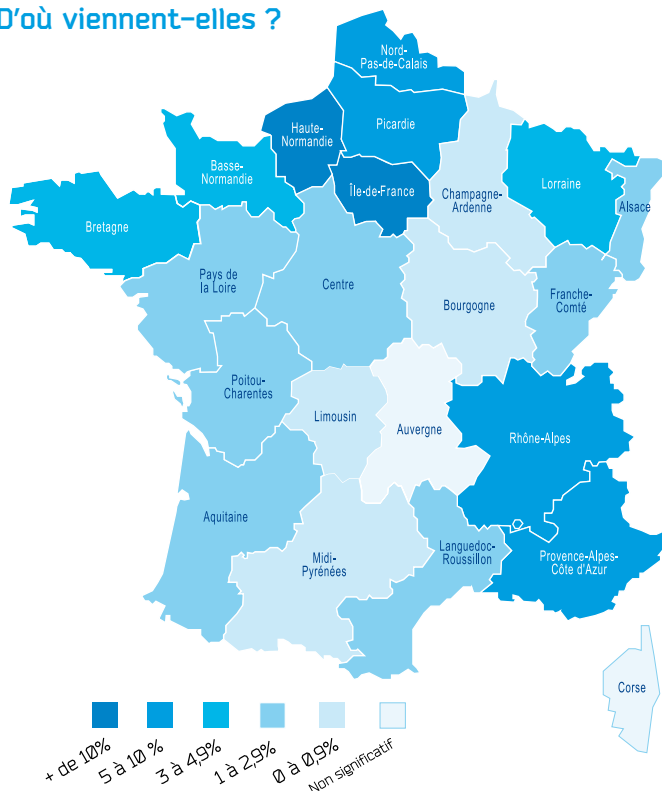 D'où viennent-elles ?
Nord-
Pas-de-Calais
Haute-
Normandie
Picardie
Basse-
Normandie
Île-de-France
Champagne-
Ardenne
Lorraine
Alsace
Bretagne
Pays de
la Loire
Centre
Bourgogne
Franche-
Comté
Poitou-
Charentes
Limousin
Auvergne
Rhône-Alpes
Aquitaine
Midi-
Pyrénées
Languedoc-
Roussillon
Provence-Alpes-
Côte d'Azur
Corse
+ de 10%
5 à 10 %
3 à 4,9%
1 à 2,9%
0 à 0,9%
Non significatif